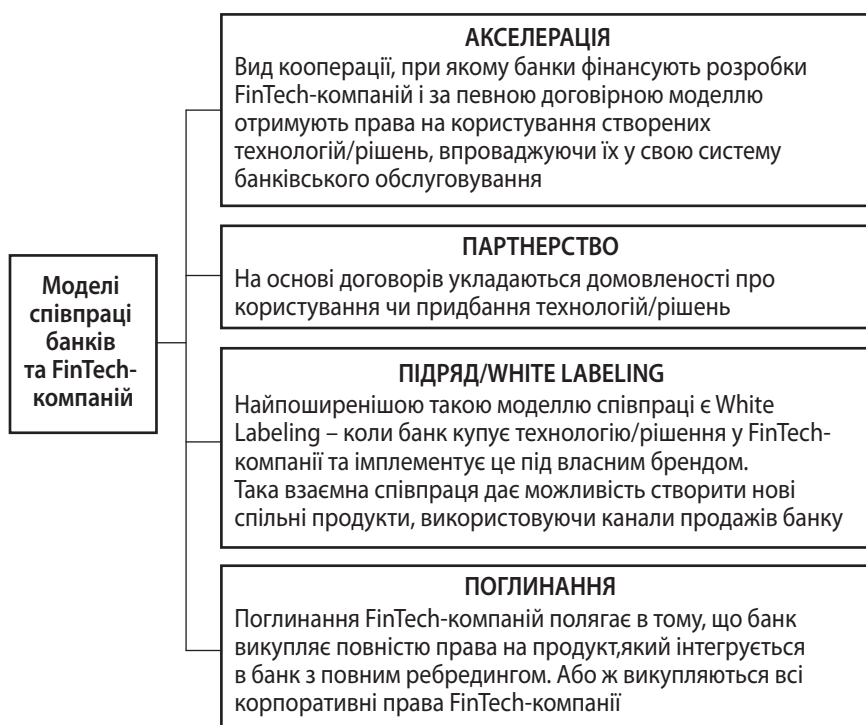 АКСЕЛЕРАЦІЯ
Вид кооперації, при якому банки фінансують розробки
FinTech-компаній і за певною договірною моделлю
отримують права на користування створених
технологій/рішень, впроваджуючи їх у свою систему
банківського обслуговування
Моделі
співпраці
банків
та FinTech-
компаній
ПАРТНЕРСТВО
На основі договорів укладаються домовленості про
користування чи придбання технологій/рішень
ПІДРЯД/WHITE LABELING
Найпоширенішою такою моделлю співпраці є White
Labeling – коли банк купує технологію/рішення у FinTech-
компанії та імплементує це під власним брендом.
Така взаємна співпраця дає можливість створити нові
спільні продукти, використовуючи канали продажів банку
ПОГЛИНАННЯ
Поглинання FinTech-компаній полягає в тому, що банк
викупляє повністю права на продукт,який інтегрується
в банк з повним ребредингом. Або ж викупляються всі
корпоративні права FinTech-компанії